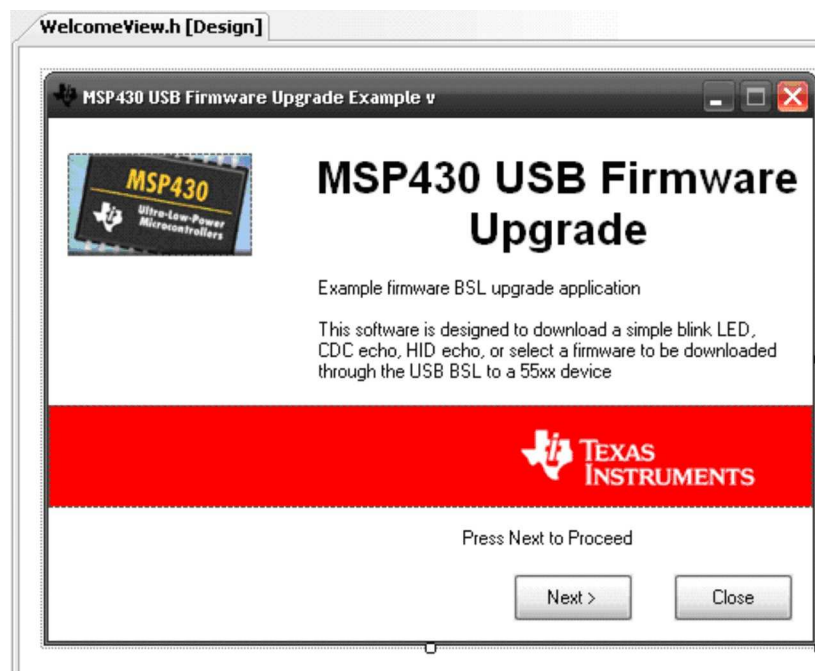 WelcomeView.h [Design]
MSP430 USB Firmware Upgrade Example v
MSP430
Ultra-Low-Power
Microcontrollers
MSP430 USB Firmware
Upgrade
Example firmware BSL upgrade application
This software is designed to download a simple blink LED,
CDC echo, HID echo, or select a firmware to be downloaded
through the USB BSL to a 55xx device
TEXAS
INSTRUMENTS
Press Next to Proceed
Next >
Close